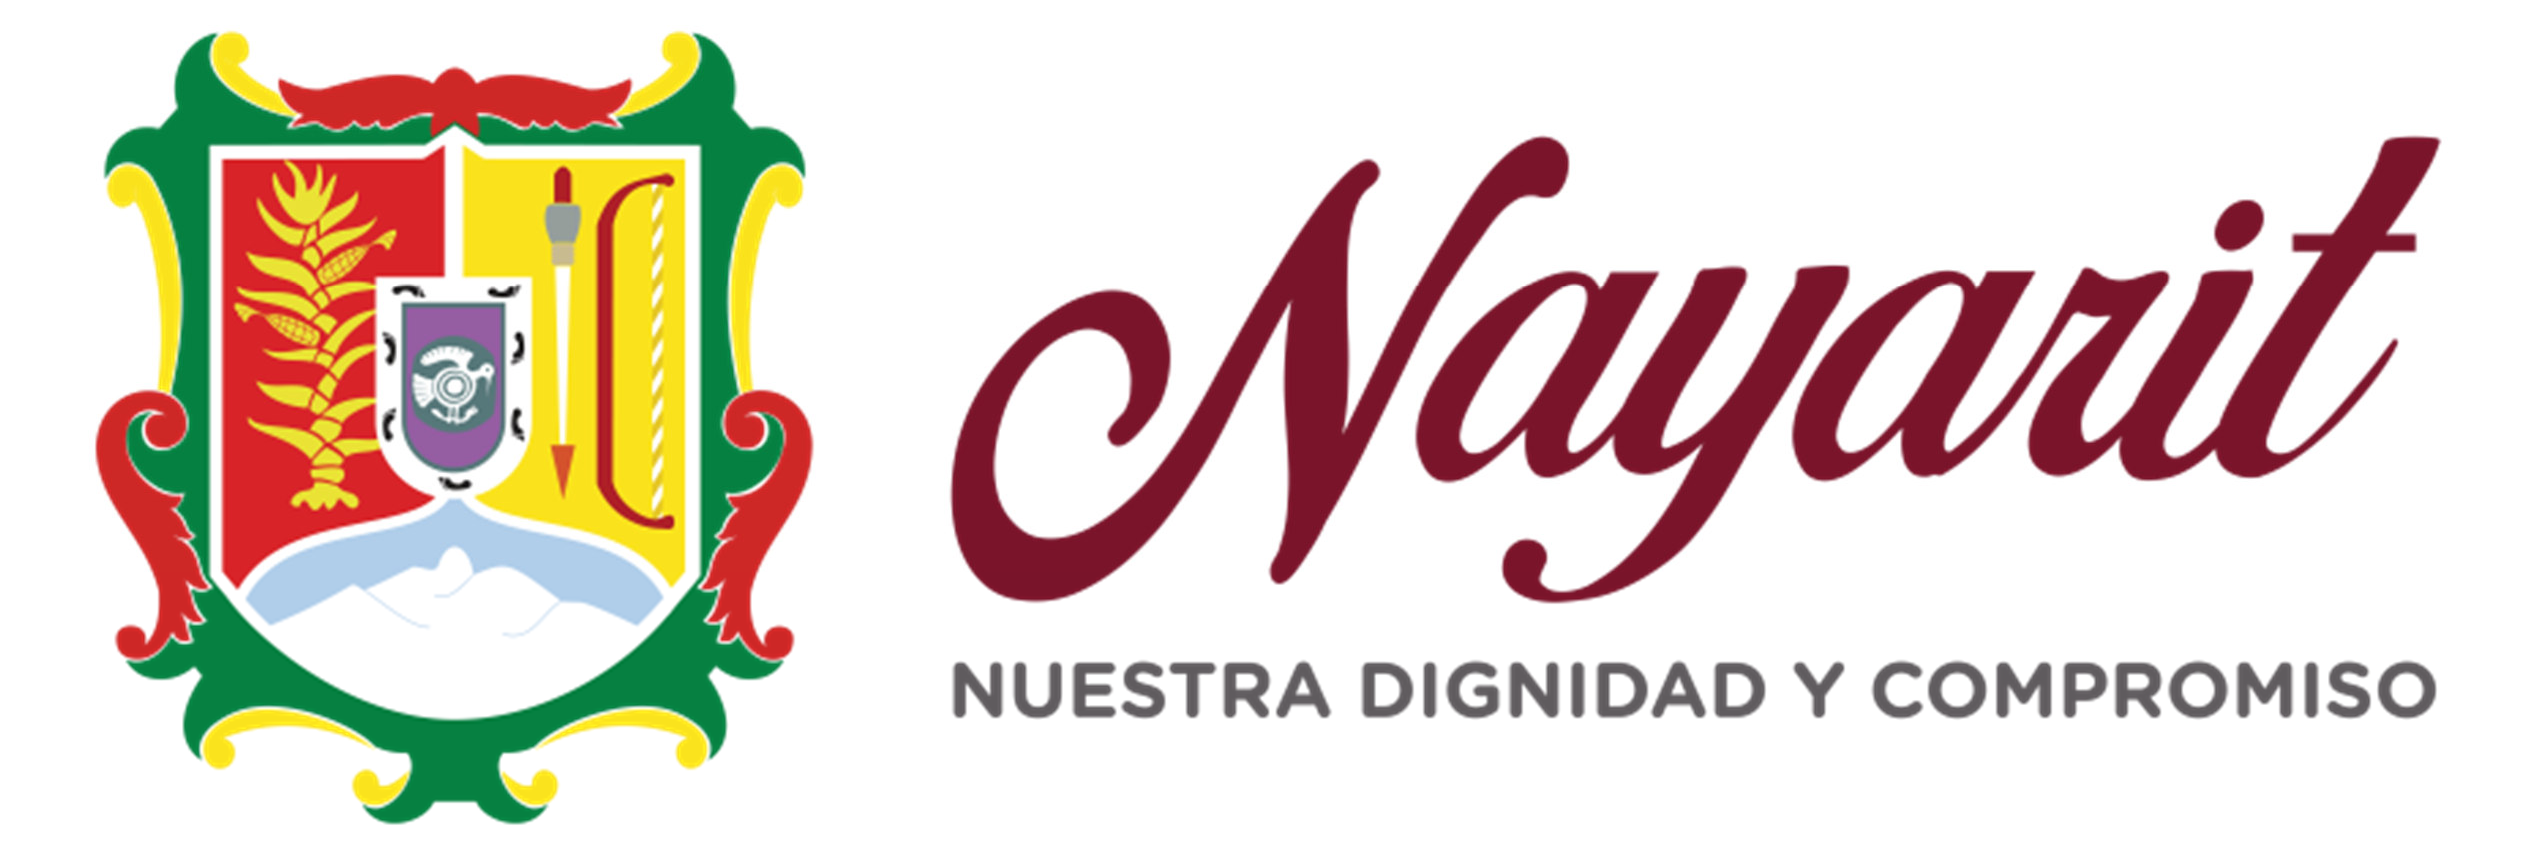 Nayarit
NUESTRA DIGNIDAD Y COMPROMISO